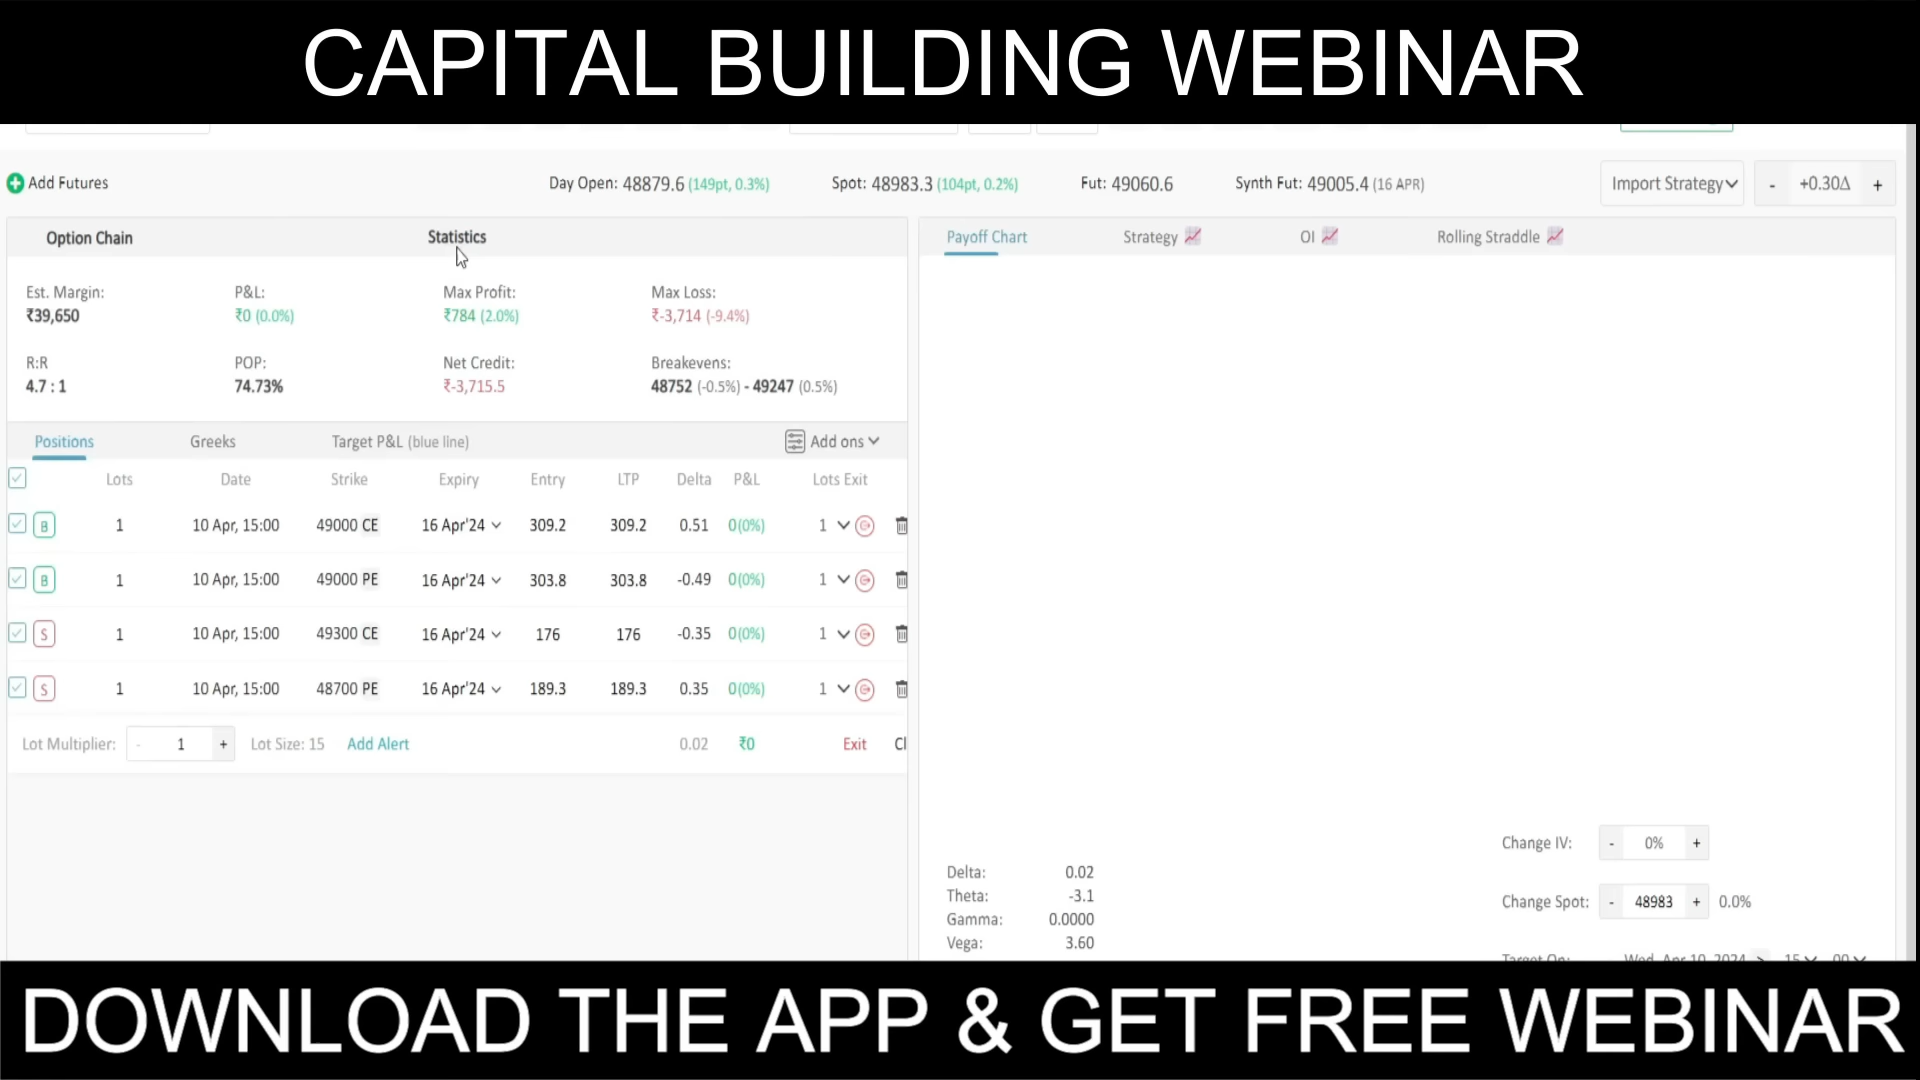 CAPITAL BUILDING WEBINAR
Add Futures
Day Open: 48879.6 (149pt, 0.3%)
Spot: 48983.3 (104pt, 0.2%)
Fut: 49060.6
Synth Fut: 49005.4 (16 APR)
Import Strategy
- +0.30Δ +
Option Chain
Statistics
Est. Margin:
₹39,650
P&L:
₹0 (0.0%)
Max Profit:
₹784 (2.0%)
Max Loss:
₹-3,714 (-9.4%)
R:R
4.7 : 1
POP:
74.73%
Net Credit:
₹-3,715.5
Breakevens:
48752 (-0.5%) - 49247 (0.5%)
Positions Greeks Target P&L (blue line) Add ons
Lots Date Strike Expiry Entry LTP Delta P&L Lots Exit
B 1 10 Apr, 15:00 49000 CE 16 Apr'24 309.2 309.2 0.51 0(0%) 1
B 1 10 Apr, 15:00 49000 PE 16 Apr'24 303.8 303.8 -0.49 0(0%) 1
S 1 10 Apr, 15:00 49300 CE 16 Apr'24 176 176 -0.35 0(0%) 1
S 1 10 Apr, 15:00 48700 PE 16 Apr'24 189.3 189.3 0.35 0(0%) 1
Lot Multiplier: - 1 + Lot Size: 15 Add Alert 0.02 ₹0 Exit Cl
Payoff Chart Strategy OI Rolling Straddle
Change IV: - 0% +
Delta: 0.02
Theta: -3.1
Gamma: 0.0000
Vega: 3.60
Change Spot: - 48983 + 0.0%
Target On: Wed, Apr 10, 2024 > 15 00
DOWNLOAD THE APP & GET FREE WEBINAR